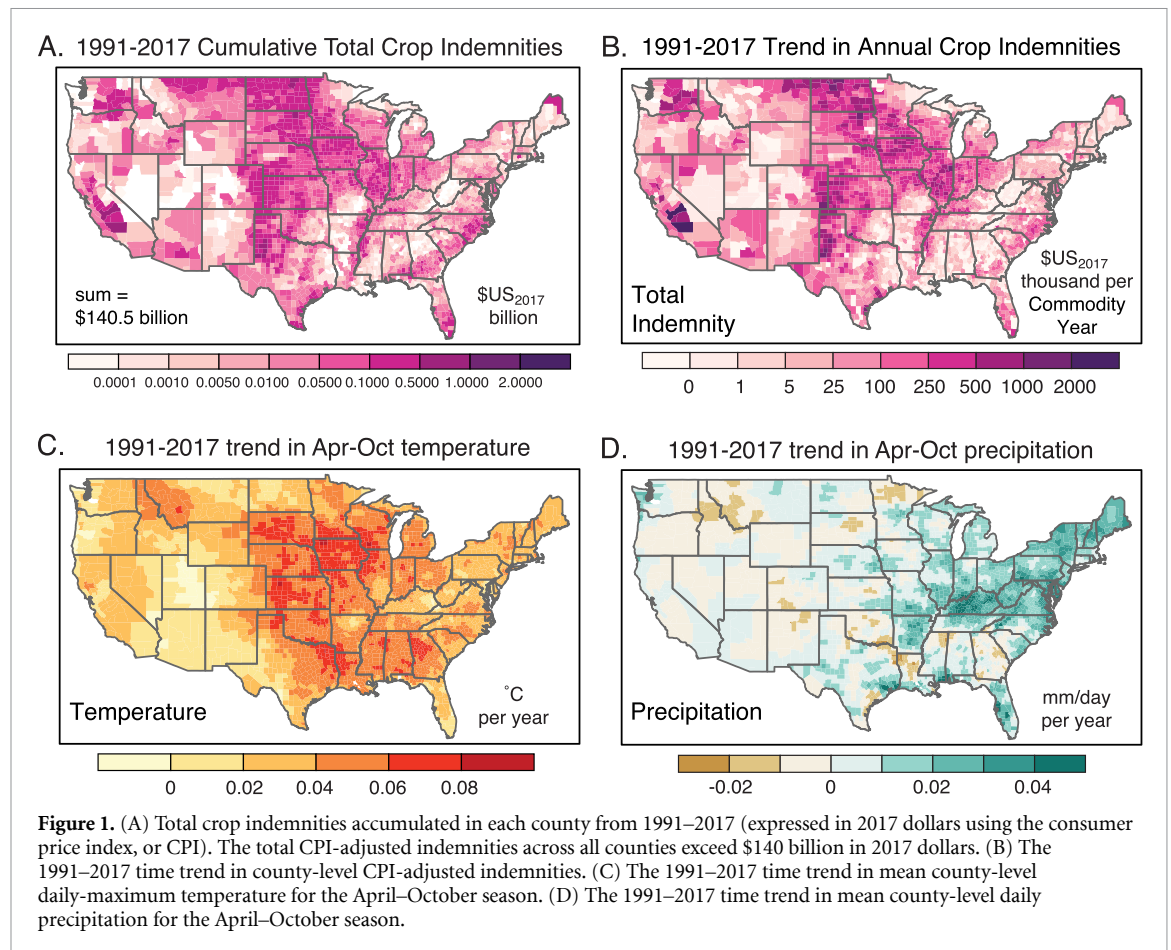 A. 1991-2017 Cumulative Total Crop Indemnities
sum =
$140.5 billion
$US2017
billion
0.0001 0.0010 0.0050 0.0100 0.0500 0.1000 0.5000 1.0000 2.0000
B. 1991-2017 Trend in Annual Crop Indemnities
Total
Indemnity
$US2017
thousand per
Commodity
Year
0 1 5 25 100 250 500 1000 2000
C. 1991-2017 trend in Apr-Oct temperature
Temperature
°C
per year
0 0.02 0.04 0.06 0.08
D. 1991-2017 trend in Apr-Oct precipitation
Precipitation
mm/day
per year
-0.02 0 0.02 0.04
Figure 1. (A) Total crop indemnities accumulated in each county from 1991–2017 (expressed in 2017 dollars using the consumer
price index, or CPI). The total CPI-adjusted indemnities across all counties exceed $140 billion in 2017 dollars. (B) The
1991–2017 time trend in county-level CPI-adjusted indemnities. (C) The 1991–2017 time trend in mean county-level
daily-maximum temperature for the April–October season. (D) The 1991–2017 time trend in mean county-level daily
precipitation for the April–October season.